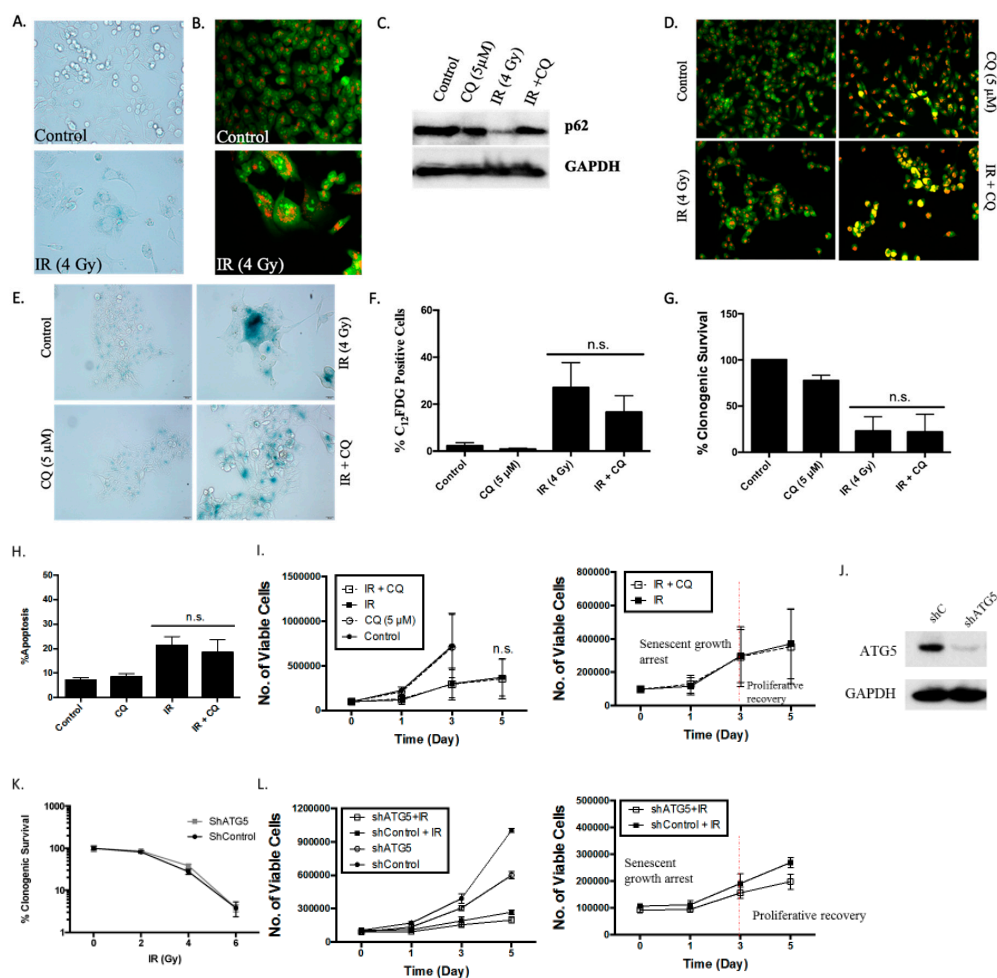 A.
Control
IR (4 Gy)
B.
Control
IR (4 Gy)
C.
Control
CQ (5μM)
IR (4 Gy)
IR +CQ
p62
GAPDH
D.
Control
CQ (5 μM)
IR (4 Gy)
IR + CQ
E.
Control
IR (4 Gy)
CQ (5 μM)
IR + CQ
F.
% C12FDG Positive Cells
60
40
20
0
n.s.
Control
CQ (5 μM)
IR (4 Gy)
IR + CQ
G.
% Clonogenic Survival
150
100
50
0
n.s.
Control
CQ (5 μM)
IR (4 Gy)
IR + CQ
H.
%Apoptosis
60
50
40
30
20
10
0
n.s.
Control
CQ
IR
IR + CQ
I.
No. of Viable Cells
1500000
1000000
500000
0
IR + CQ
IR
CQ (5 μM)
Control
n.s.
0
1
3
5
Time (Day)
No. of Viable Cells
800000
600000
400000
200000
0
IR + CQ
IR
Senescent growth
arrest
Proliferative
recovery
0
1
3
5
Time (Day)
J.
shC
shATG5
ATG5
GAPDH
K.
% Clonogenic Survival
1000
100
10
1
ShATG5
ShControl
0
2
4
6
IR (Gy)
L.
No. of Viable Cells
1200000
900000
600000
300000
0
shATG5+IR
shControl + IR
shATG5
shControl
0
1
3
5
Time (Day)
No. of Viable Cells
500000
400000
300000
200000
100000
0
shATG5+IR
shControl + IR
Senescent
growth arrest
Proliferative recovery
0
1
3
5
Time (Day)